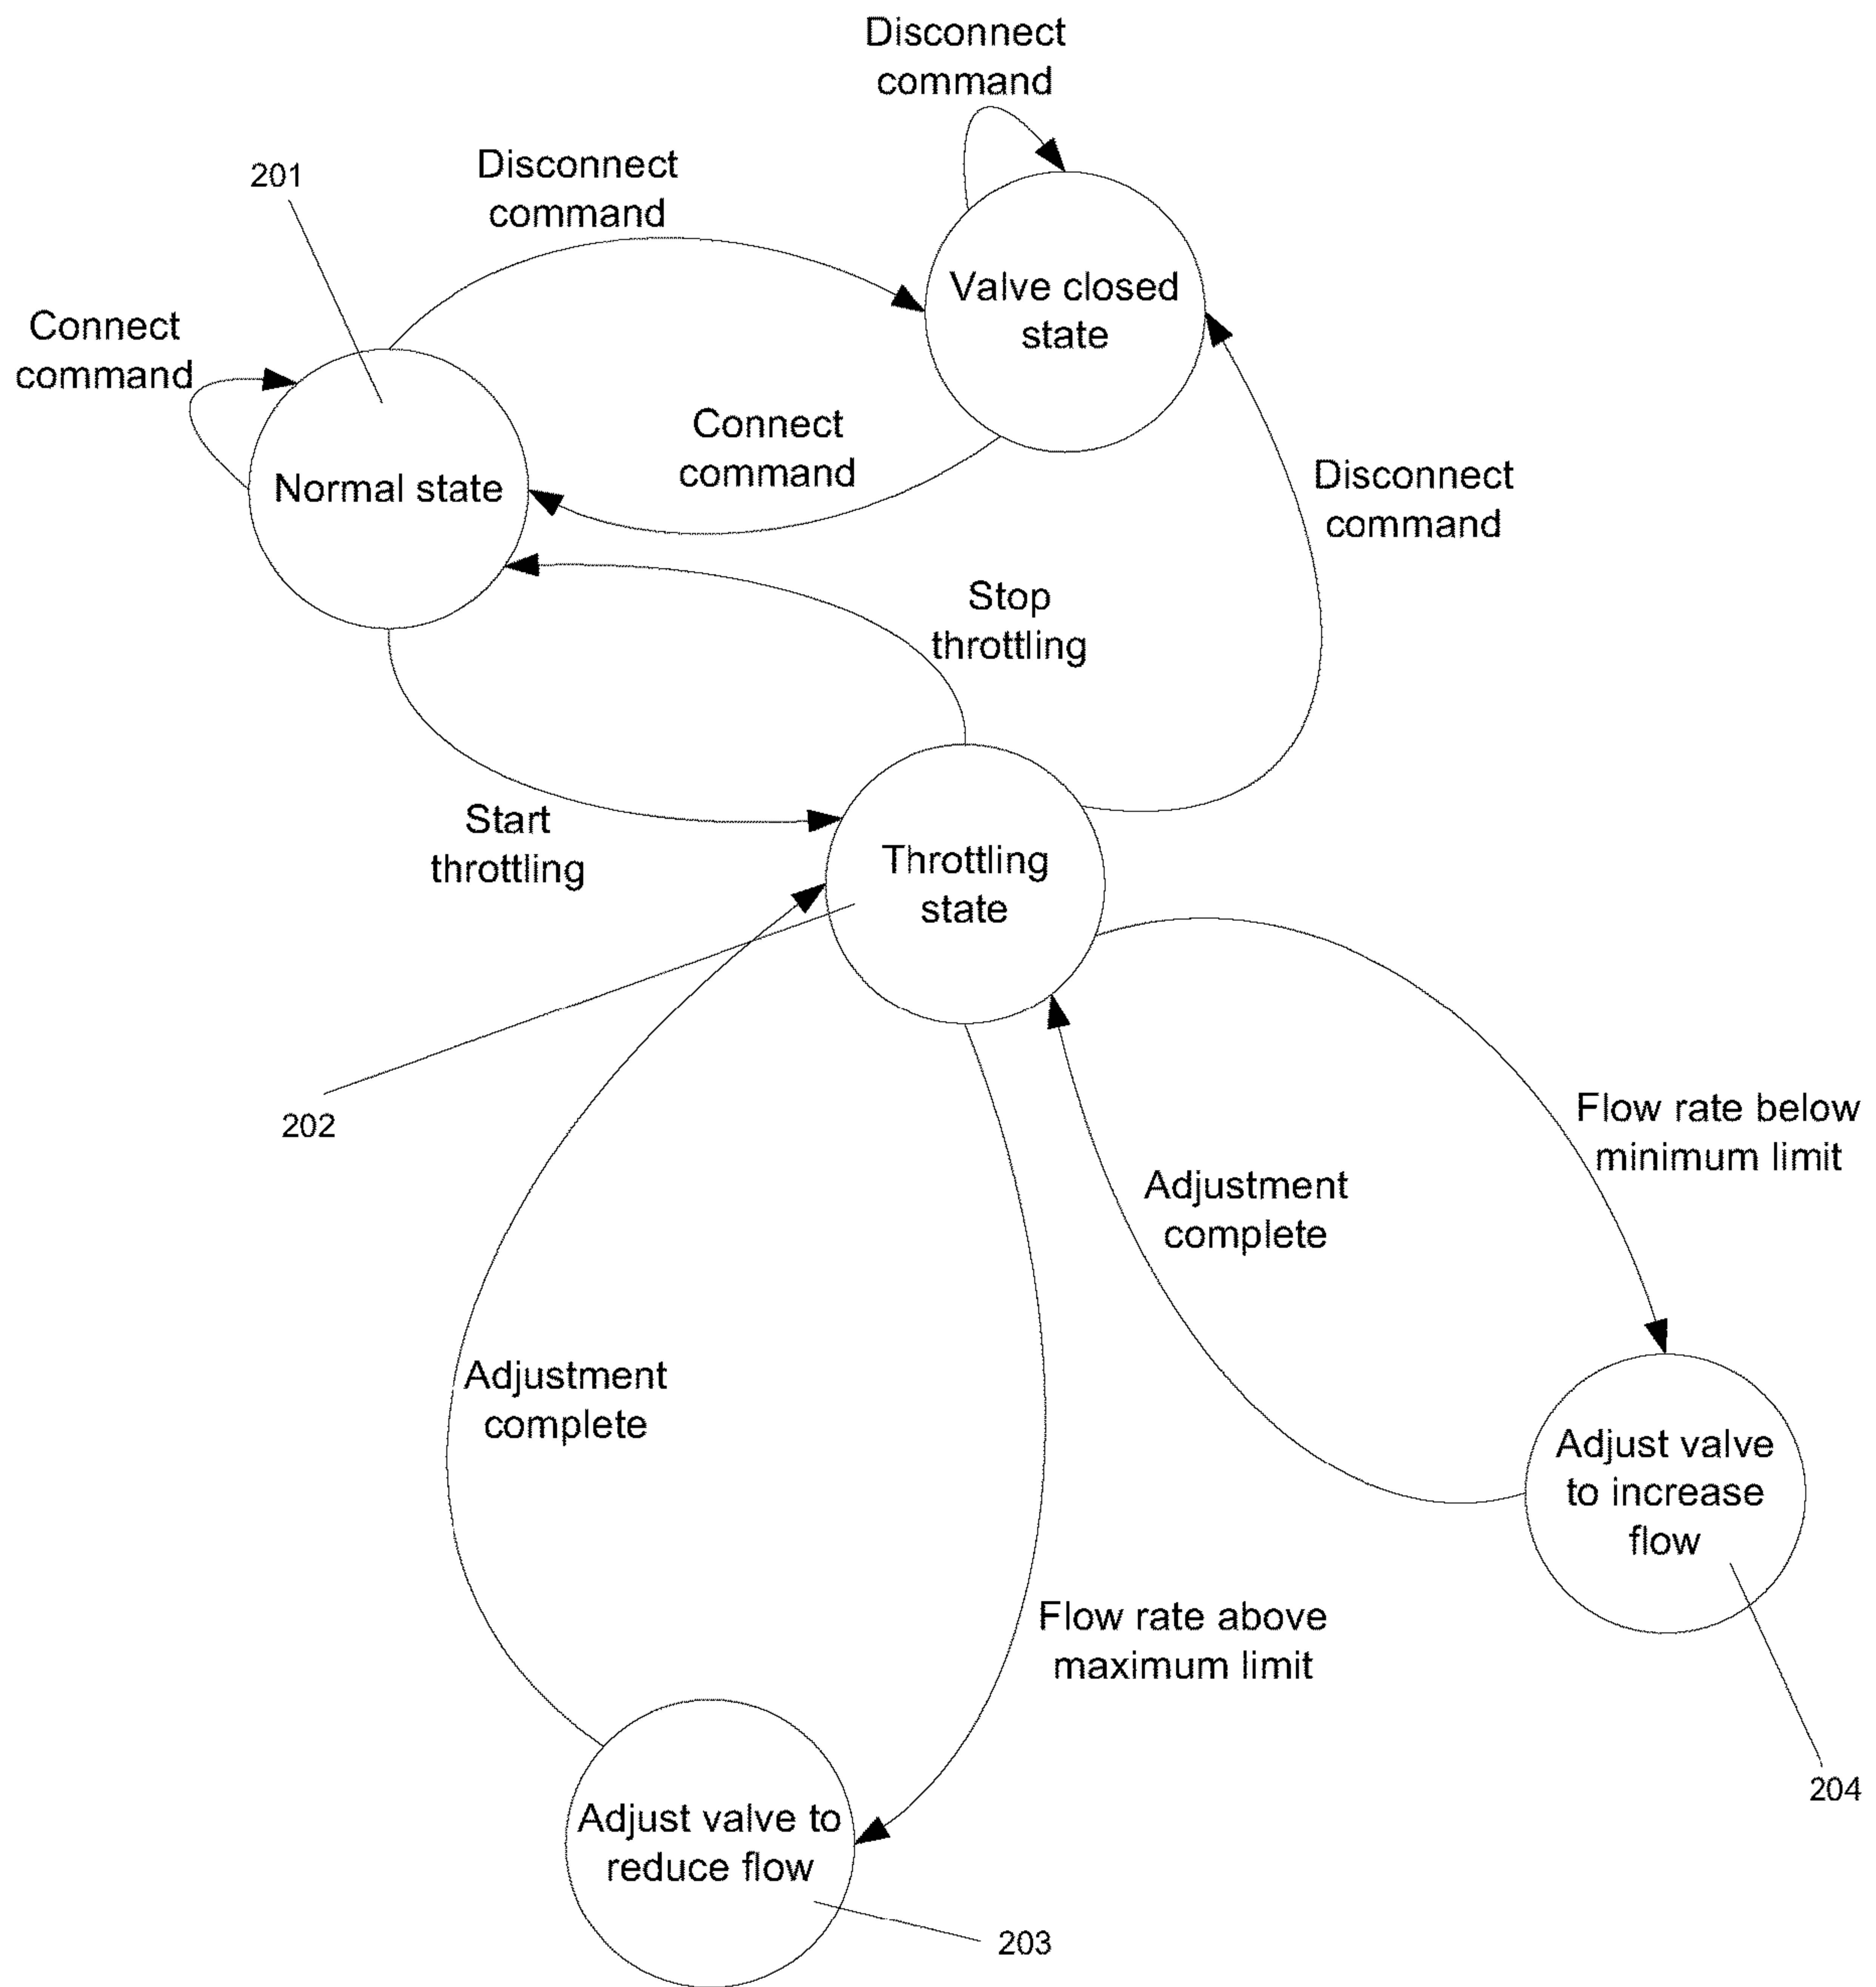 Disconnect
command
201
Disconnect
command
Valve closed
state
Connect
command
Connect
command
Normal state
Disconnect
command
Stop
throttling
Start
throttling
Throttling
state
202
Flow rate below
minimum limit
Adjustment
complete
Adjustment
complete
Adjust valve
to increase
flow
Flow rate above
maximum limit
204
Adjust valve to
reduce flow
203